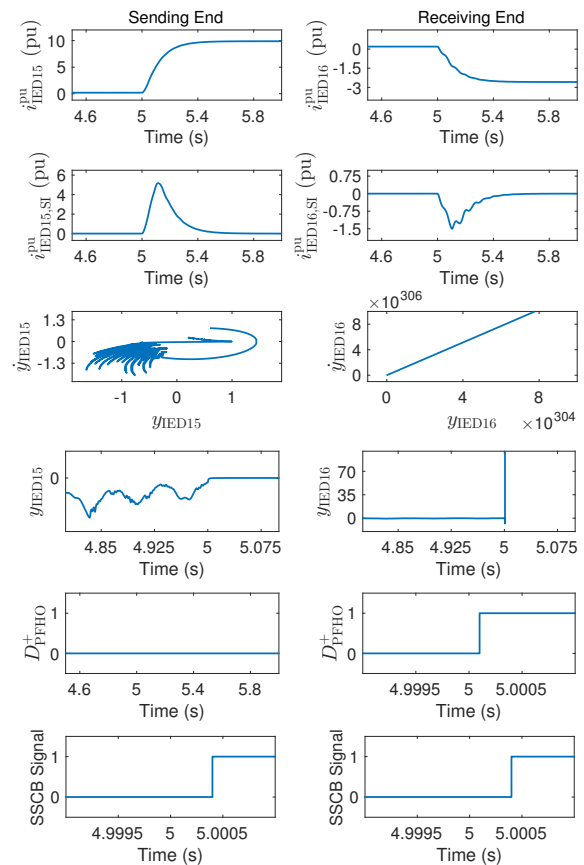 Sending End
i^pu_IED15 (pu)
10
5
0
4.6 5 5.4 5.8
Time (s)
Receiving End
i^pu_IED16 (pu)
0
-1.5
-3
4.6 5 5.4 5.8
Time (s)
i^pu_IED15,SI (pu)
6
4
2
0
4.6 5 5.4 5.8
Time (s)
i^pu_IED16,SI (pu)
0.75
0
-0.75
-1.5
4.6 5 5.4 5.8
Time (s)
ẏ_IED15
1.3
0
-1.3
-1 0 1
y_IED15
ẏ_IED16
× 10^306
8
4
0
0 4 8
y_IED16 × 10^304
y_IED15
0
4.85 4.925 5 5.075
Time (s)
y_IED16
70
35
0
4.85 4.925 5 5.075
Time (s)
D^+_PFHO
1
0
4.6 5 5.4 5.8
Time (s)
D^+_PFHO
1
0
4.9995 5 5.0005
Time (s)
SSCB Signal
1
0
4.9995 5 5.0005
Time (s)
SSCB Signal
1
0
4.9995 5 5.0005
Time (s)